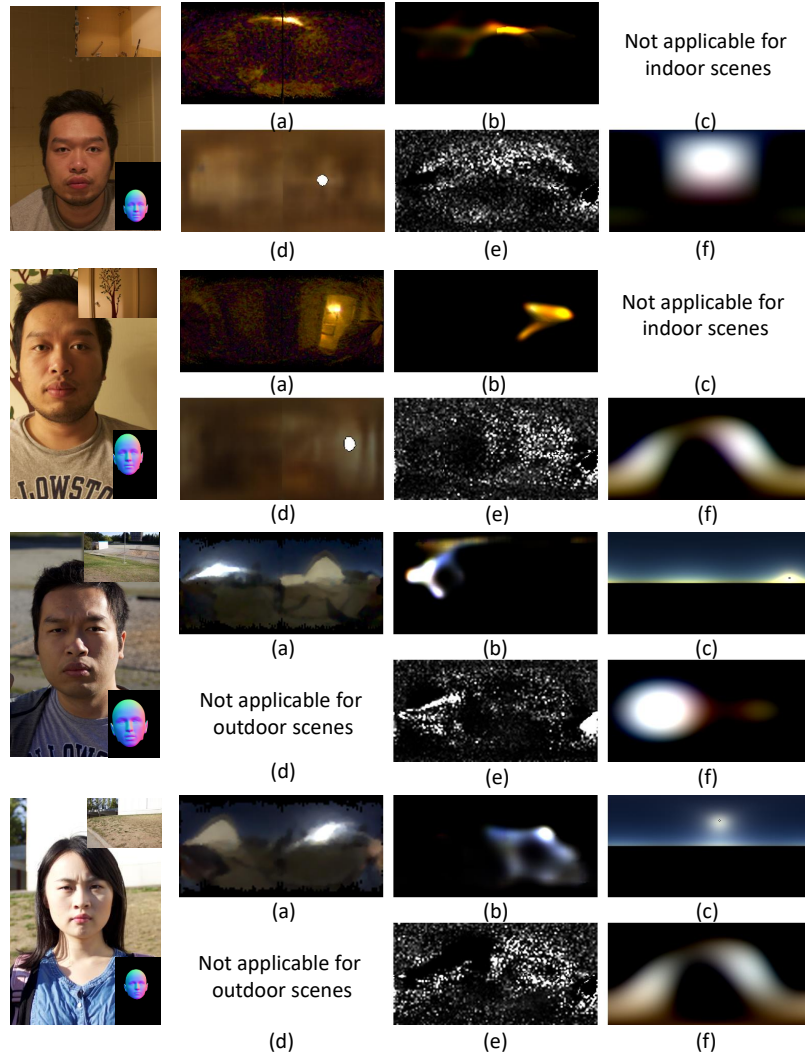 Not applicable for
indoor scenes
(a)
(b)
(c)
(d)
(e)
(f)
Not applicable for
indoor scenes
(a)
(b)
(c)
LOWSTO
(d)
(e)
(f)
(a)
(b)
(c)
Not applicable for
outdoor scenes
(d)
(e)
(f)
(a)
(b)
(c)
Not applicable for
outdoor scenes
(d)
(e)
(f)